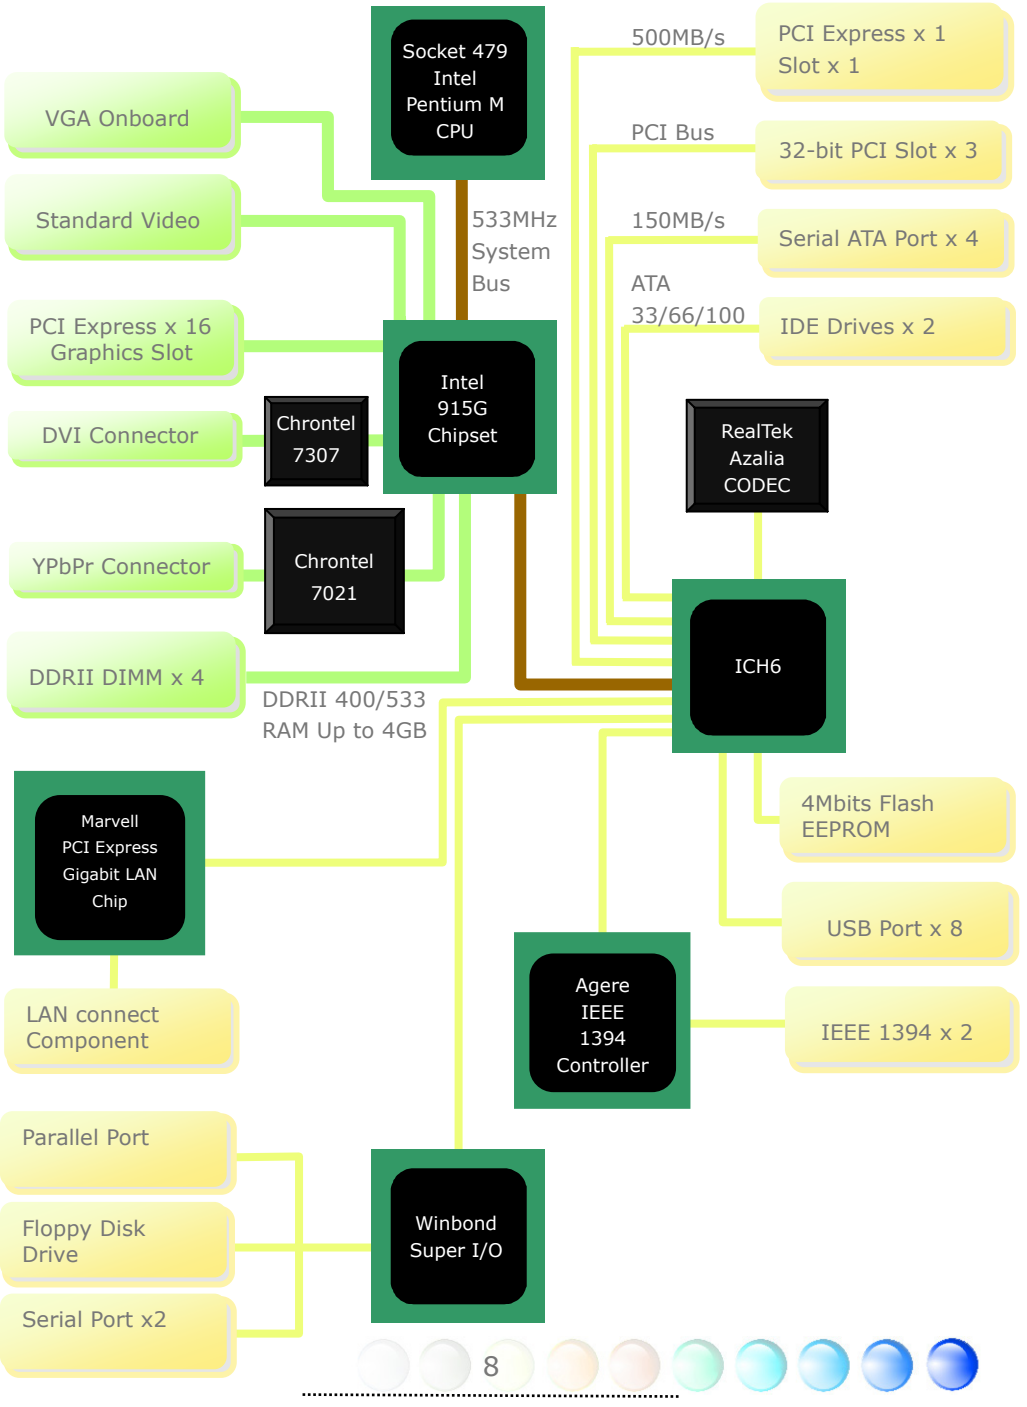 Socket 479
Intel
Pentium M
CPU
500MB/s
PCI Express x 1
Slot x 1
VGA Onboard
PCI Bus
32-bit PCI Slot x 3
Standard Video
533MHz
System
Bus
150MB/s
Serial ATA Port x 4
ATA
33/66/100
IDE Drives x 2
PCI Express x 16
Graphics Slot
Intel
915G
Chipset
DVI Connector
Chrontel
7307
RealTek
Azalia
CODEC
YPbPr Connector
Chrontel
7021
ICH6
DDRII DIMM x 4
DDRII 400/533
RAM Up to 4GB
Marvell
PCI Express
Gigabit LAN
Chip
4Mbits Flash
EEPROM
USB Port x 8
LAN connect
Component
Agere
IEEE
1394
Controller
IEEE 1394 x 2
Parallel Port
Floppy Disk
Drive
Serial Port x2
Winbond
Super I/O
8